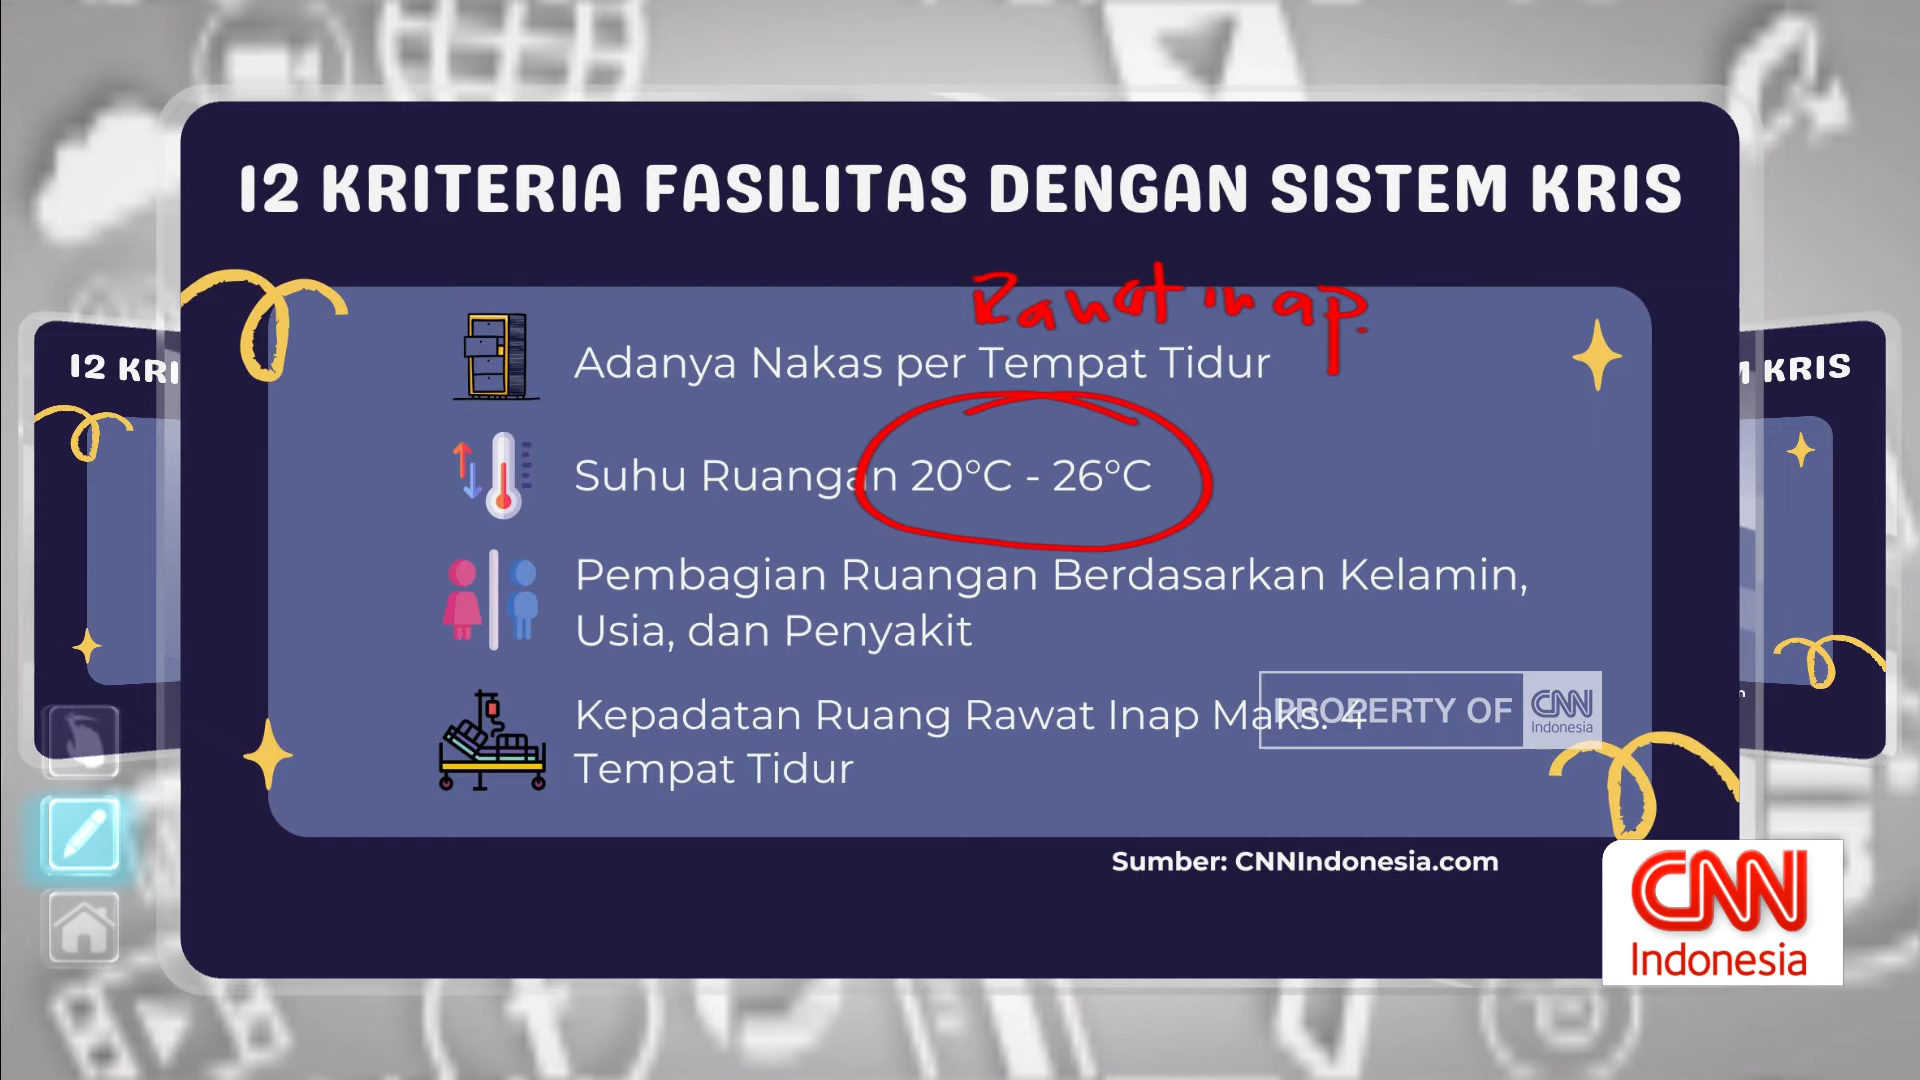 12 KRITERIA FASILITAS DENGAN SISTEM KRIS
Rawat inap.
Adanya Nakas per Tempat Tidur
Suhu Ruangan 20°C - 26°C
Pembagian Ruangan Berdasarkan Kelamin,
Usia, dan Penyakit
Kepadatan Ruang Rawat Inap Maks. 4
Tempat Tidur
PROPERTY OF CNN Indonesia
Sumber: CNNIndonesia.com
CNN
Indonesia
12 KRI
KRIS